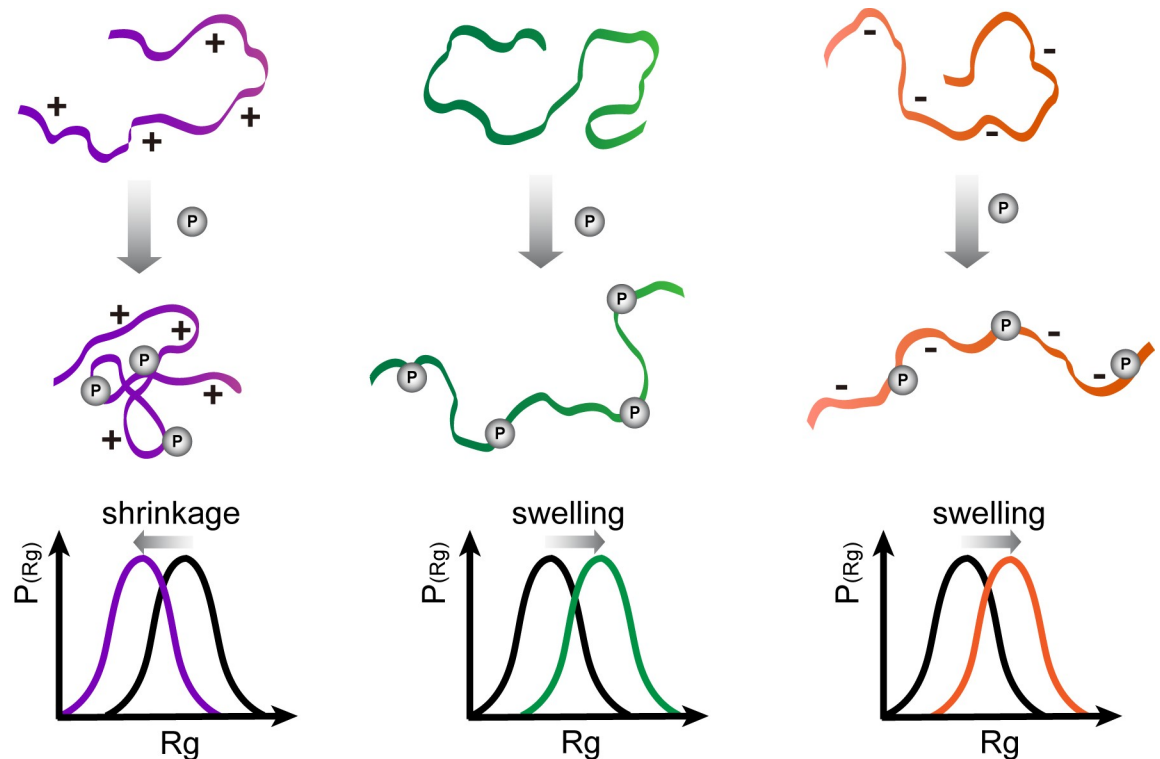 + + + +
- - - -
P P P
+ + + +
P P P
P P P P
- - - -
P P P
shrinkage swelling swelling
P(Rg) P(Rg) P(Rg)
Rg Rg Rg